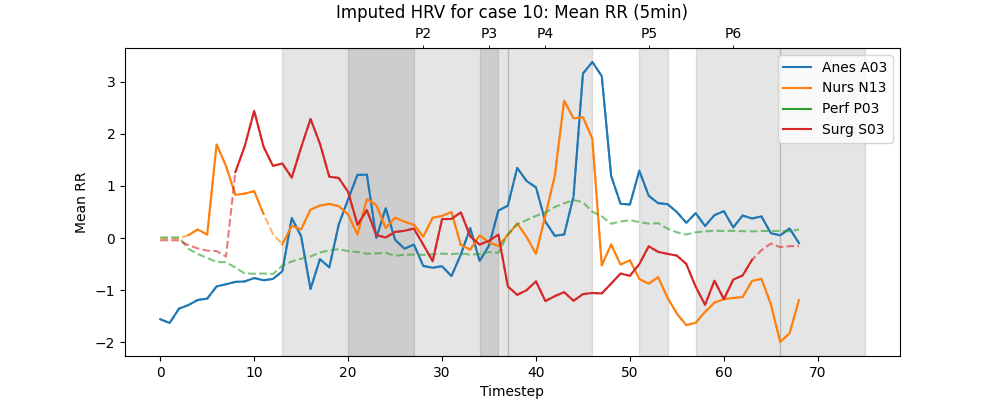 Imputed HRV for case 10: Mean RR (5min)
P2 P3 P4 P5 P6
Anes A03
Nurs N13
Perf P03
Surg S03
3
2
1
0
−1
−2
Mean RR
0 10 20 30 40 50 60 70
Timestep